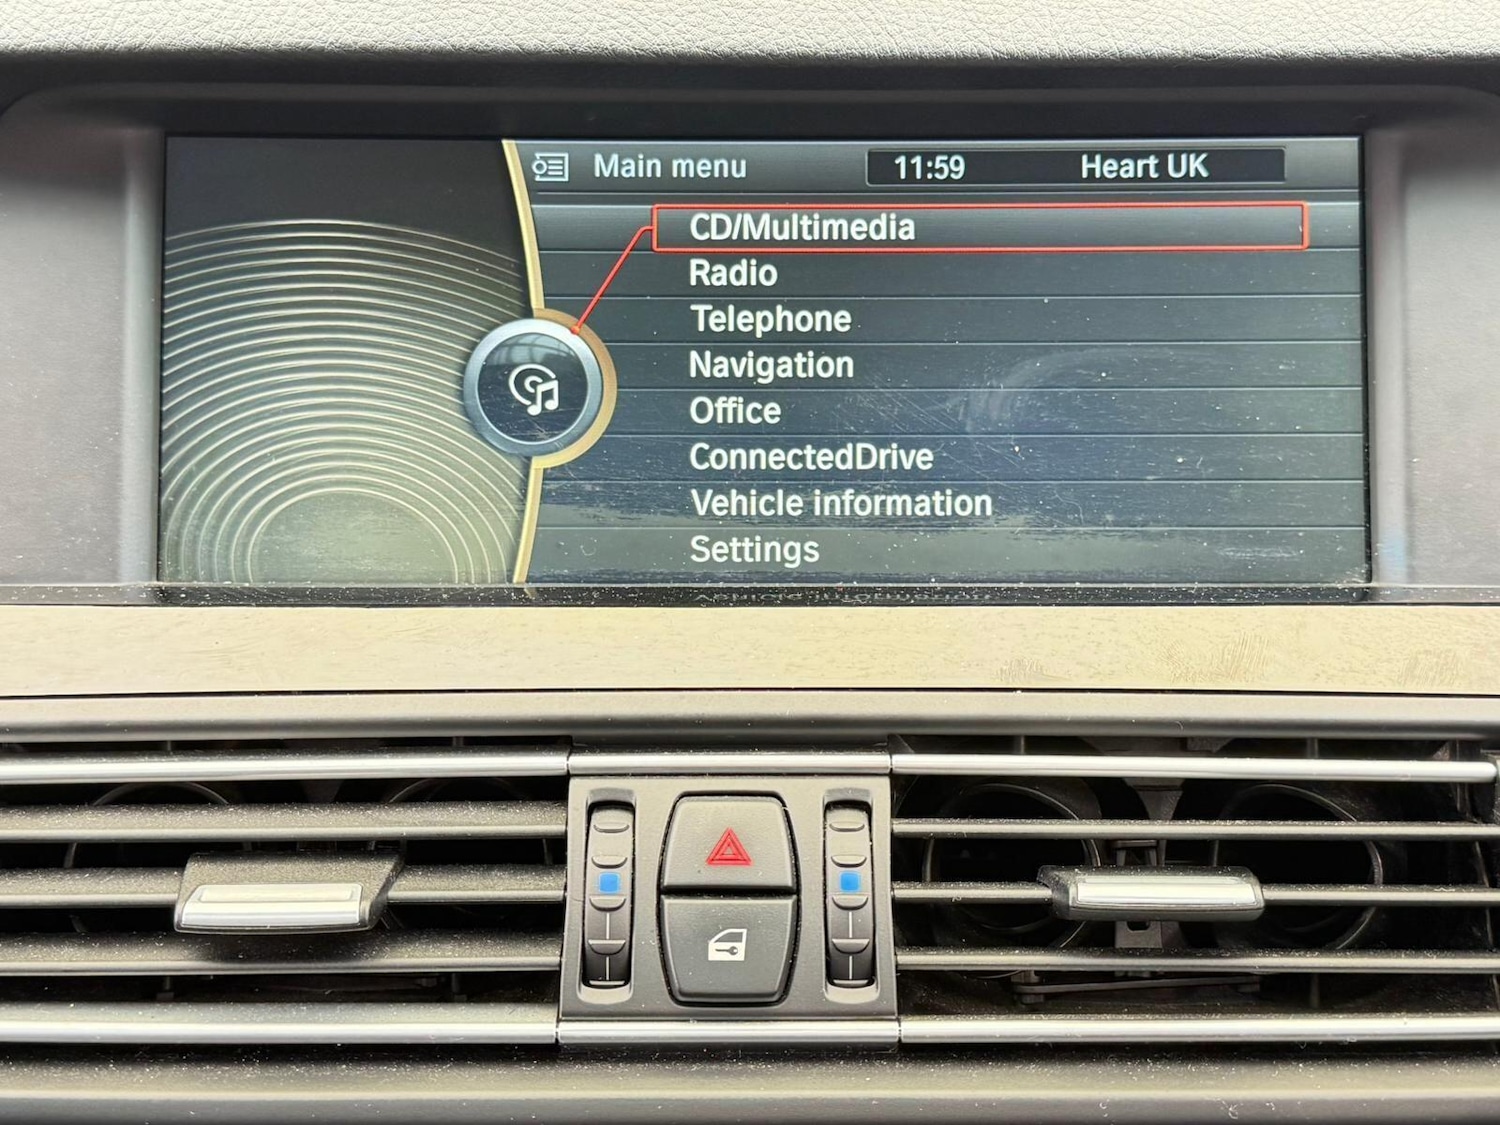 Main menu 11:59 Heart UK
CD/Multimedia
Radio
Telephone
Navigation
Office
ConnectedDrive
Vehicle information
Settings